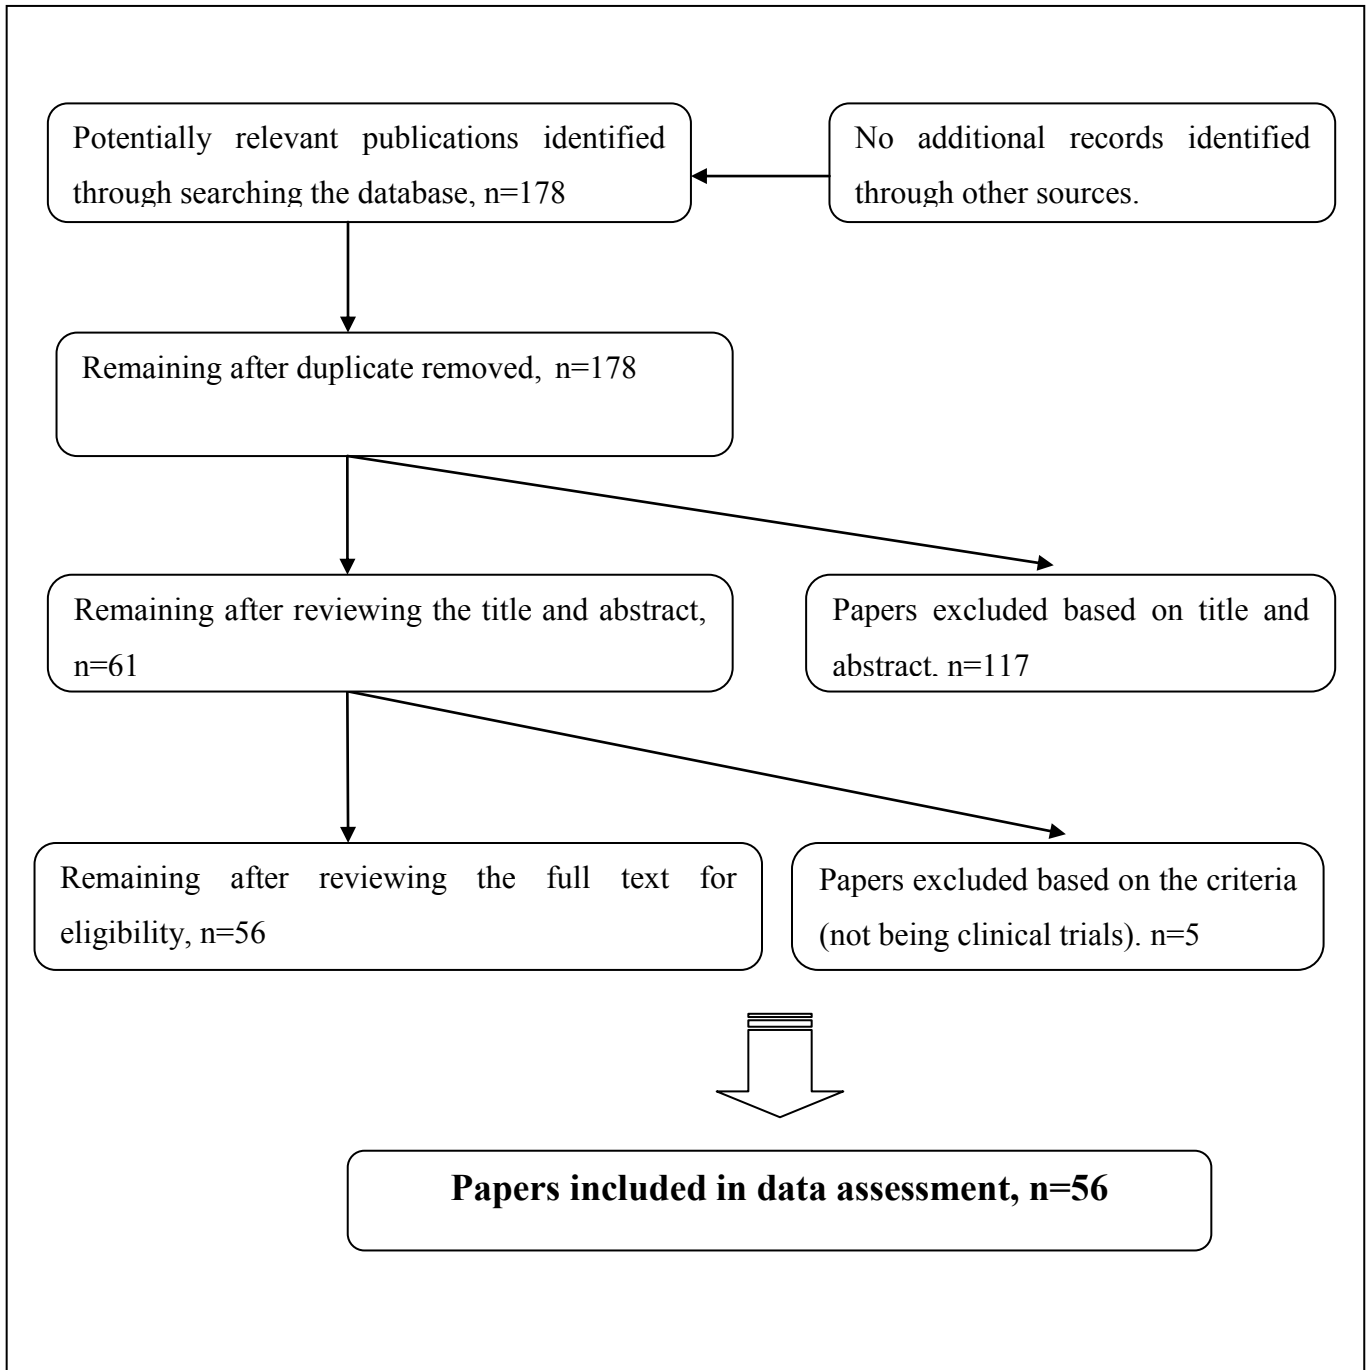 Potentially relevant publications identified
through searching the database, n=178
No additional records identified
through other sources.
Remaining after duplicate removed, n=178
Remaining after reviewing the title and abstract,
n=61
Papers excluded based on title and
abstract. n=117
Remaining after reviewing the full text for
eligibility, n=56
Papers excluded based on the criteria
(not being clinical trials). n=5
Papers included in data assessment, n=56